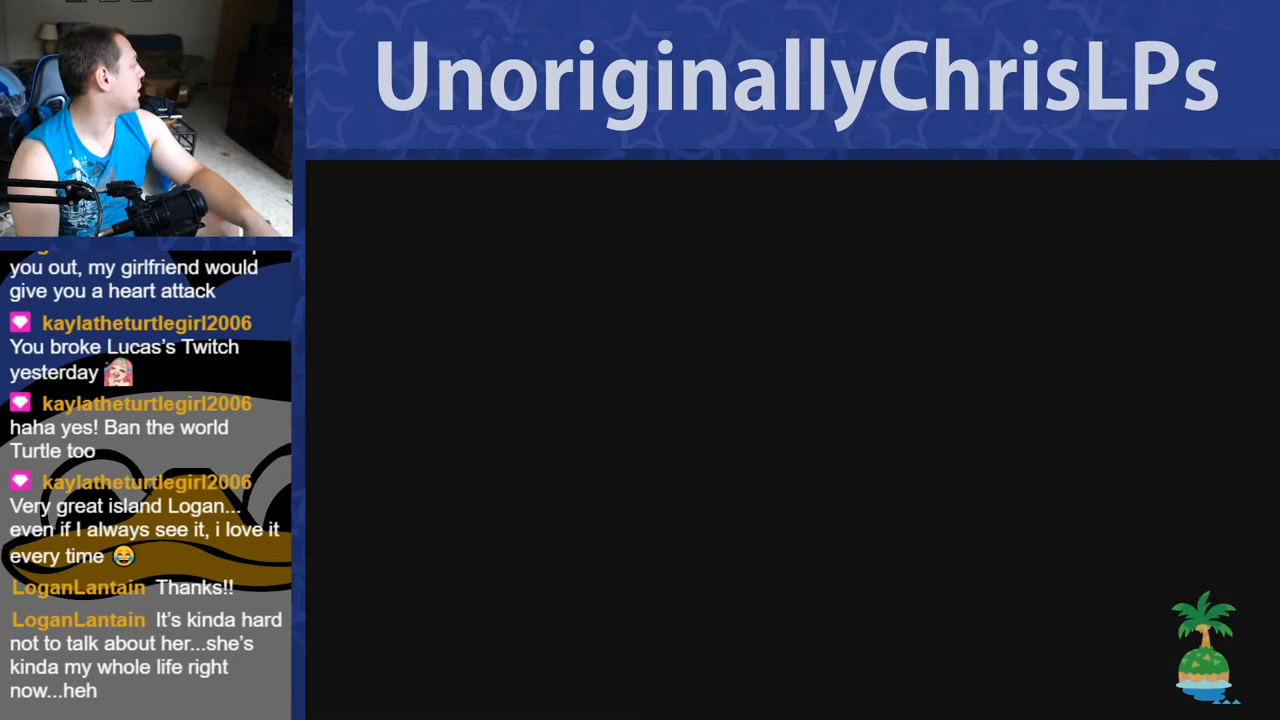 UnoriginallyChrisLPs
you out, my girlfriend would
give you a heart attack
kaylatheturtlegirl2006
You broke Lucas's Twitch
yesterday
kaylatheturtlegirl2006
haha yes! Ban the world
Turtle too
kaylatheturtlegirl2006
Very great island Logan...
even if I always see it, i love it
every time 😂
LoganLantain Thanks!!
LoganLantain It's kinda hard
not to talk about her...she's
kinda my whole life right
now...heh